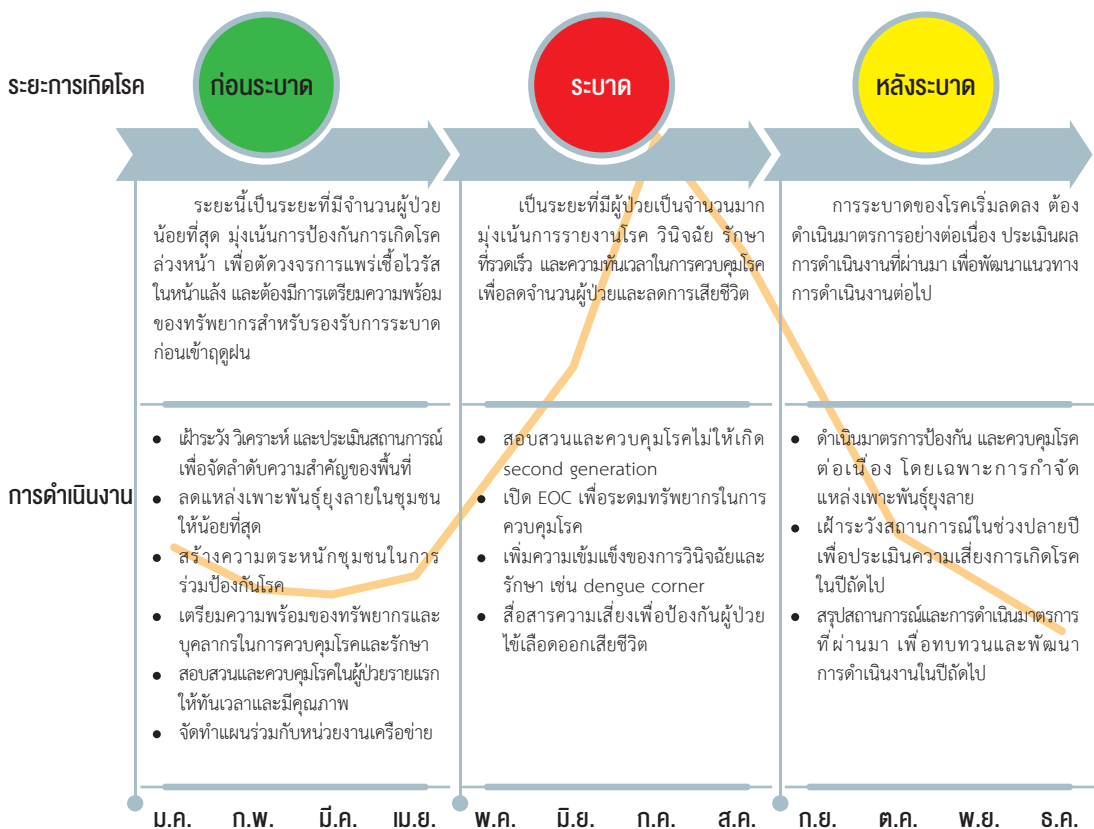 ระยะการเกิดโรค
ก่อนระบาด
ระบาด
หลังระบาด
ระยะนี้เป็นระยะที่มีจำนวนผู้ป่วย
น้อยที่สุด มุ่งเน้นการป้องกันการเกิดโรค
ล่วงหน้า เพื่อตัดวงจรการแพร่เชื้อไวรัส
ในหน้าแล้ง และต้องมีการเตรียมความพร้อม
ของทรัพยากรสำหรับรองรับการระบาด
ก่อนเข้าฤดูฝน
เป็นระยะที่มีผู้ป่วยเป็นจำนวนมาก
มุ่งเน้นการรายงานโรค วินิจฉัย รักษา
ที่รวดเร็ว และความทันเวลาในการควบคุมโรค
เพื่อลดจำนวนผู้ป่วยและลดการเสียชีวิต
การระบาดของโรคเริ่มลดลง ต้อง
ดำเนินมาตรการอย่างต่อเนื่อง ประเมินผล
การดำเนินงานที่ผ่านมา เพื่อพัฒนาแนวทาง
การดำเนินงานต่อไป
การดำเนินงาน
● เฝ้าระวัง วิเคราะห์ และประเมินสถานการณ์
เพื่อจัดลำดับความสำคัญของพื้นที่
● ลดแหล่งเพาะพันธุ์ยุงลายในชุมชน
ให้น้อยที่สุด
● สร้างความตระหนักชุมชนในการ
ร่วมป้องกันโรค
● เตรียมความพร้อมของทรัพยากรและ
บุคลากรในการควบคุมโรคและรักษา
● สอบสวนและควบคุมโรคในผู้ป่วยรายแรก
ให้ทันเวลาและมีคุณภาพ
● จัดทำแผนร่วมกับหน่วยงานเครือข่าย
● สอบสวนและควบคุมโรคไม่ให้เกิด
second generation
● เปิด EOC เพื่อระดมทรัพยากรในการ
ควบคุมโรค
● เพิ่มความเข้มแข็งของการวินิจฉัยและ
รักษา เช่น dengue corner
● สื่อสารความเสี่ยงเพื่อป้องกันผู้ป่วย
ไข้เลือดออกเสียชีวิต
● ดำเนินมาตรการป้องกัน และควบคุมโรค
ต่อเนื่อง โดยเฉพาะการกำจัด
แหล่งเพาะพันธุ์ยุงลาย
● เฝ้าระวังสถานการณ์ในช่วงปลายปี
เพื่อประเมินความเสี่ยงการเกิดโรค
ในปีถัดไป
● สรุปสถานการณ์และการดำเนินมาตรการ
ที่ผ่านมา เพื่อทบทวนและพัฒนา
การดำเนินงานในปีถัดไป
ม.ค. ก.พ. มี.ค. เม.ย. พ.ค. มิ.ย. ก.ค. ส.ค. ก.ย. ต.ค. พ.ย. ธ.ค.